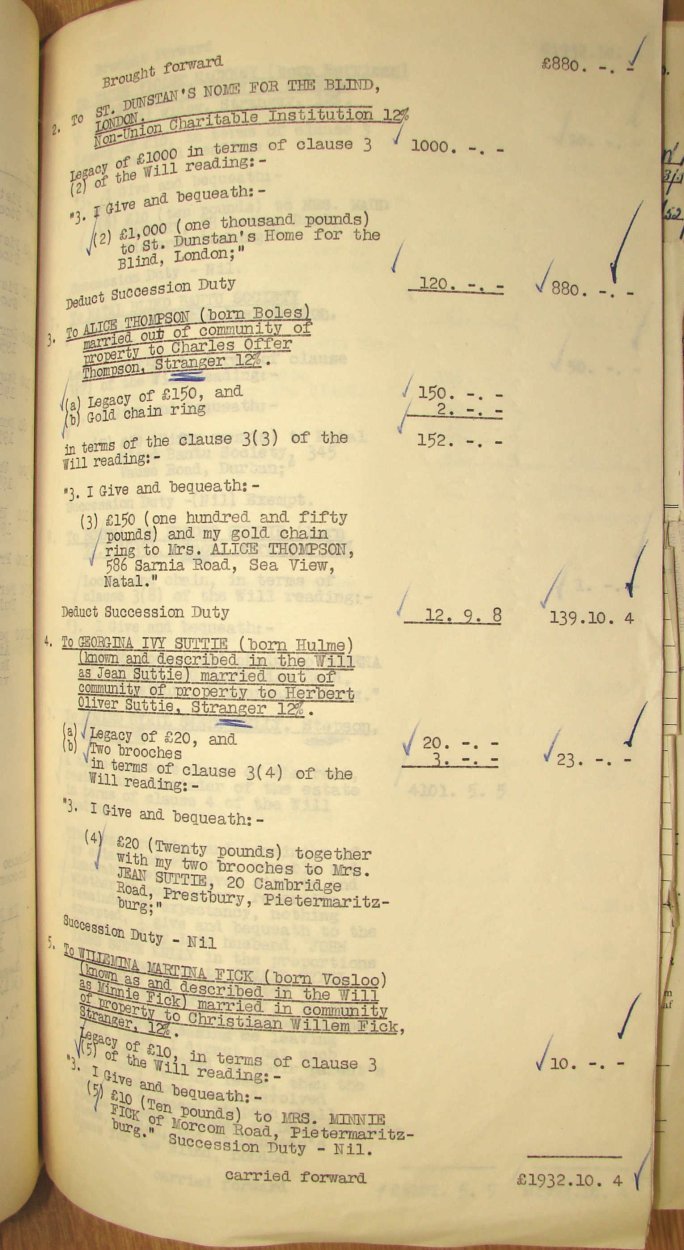 Brought forward £880. -. -
2. To ST. DUNSTAN'S NOME FOR THE BLIND,
LONDON.
Non-Union Charitable Institution 12%
Legacy of £1000 in terms of clause 3 1000. -. -
(2) of the Will reading:-
"3. I Give and bequeath:-
(2) £1,000 (one thousand pounds)
to St. Dunstan's Home for the
Blind, London;"
Deduct Succession Duty 120. -. - 880. -. -
3. To ALICE THOMPSON (born Boles)
married out of community of
property to Charles Offer
Thompson, Stranger 12%.
(a) Legacy of £150, and 150. -. -
(b) Gold chain ring 2. -. -
in terms of the clause 3(3) of the 152. -. -
Will reading:-
"3. I Give and bequeath:-
(3) £150 (one hundred and fifty
pounds) and my gold chain
ring to Mrs. ALICE THOMPSON,
586 Sarnia Road, Sea View,
Natal."
Deduct Succession Duty 12. 9. 8 139.10. 4
4. To GEORGINA IVY SUTTIE (born Hulme)
(known and described in the Will
as Jean Suttie) married out of
community of property to Herbert
Oliver Suttie, Stranger 12%.
(a) Legacy of £20, and 20. -. -
(b) Two brooches 3. -. - 23. -. -
in terms of clause 3(4) of the
Will reading:-
"3. I Give and bequeath:-
(4) £20 (Twenty pounds) together
with my two brooches to Mrs.
JEAN SUTTIE, 20 Cambridge
Road, Prestbury, Pietermaritz-
burg;"
Succession Duty - Nil
5. To WILLEMINA MARTINA FICK (born Vosloo)
(known as and described in the Will
as Minnie Fick) married in community
of property to Christiaan Willem Fick,
Stranger, 12%.
Legacy of £10, in terms of clause 3 10. -. -
(5) of the Will reading:-
"3. I Give and bequeath:-
(5) £10 (Ten pounds) to MRS. MINNIE
FICK of Morcom Road, Pietermaritz-
burg."
Succession Duty - Nil.
carried forward £1932.10. 4